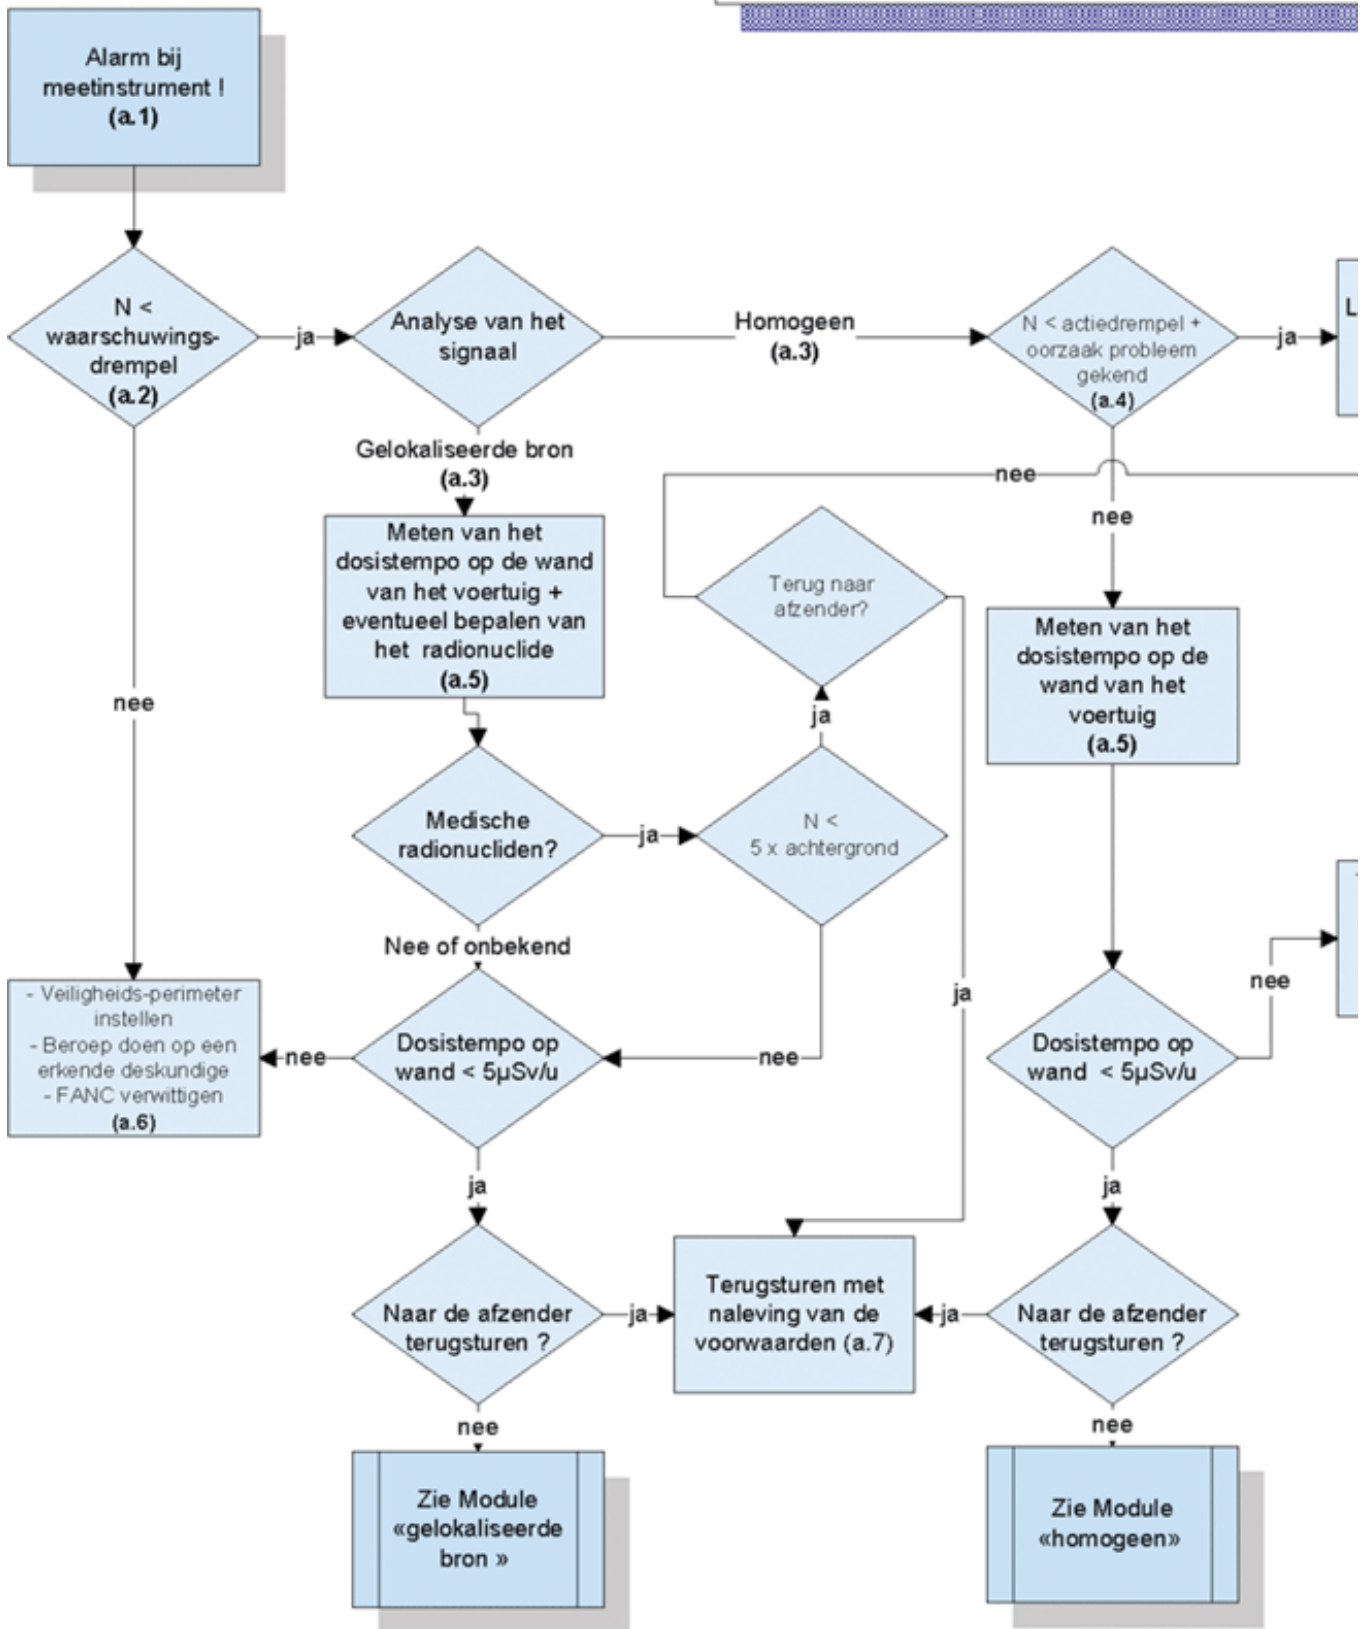 Alarm bij
meetinstrument !
(a.1)
N <
waarschuwings-
drempel
(a.2)
ja
Analyse van het
signaal
Homogeen
(a.3)
N < actiedrempel +
oorzaak probleem
gekend
(a.4)
ja
L
Gelokaliseerde bron
(a.3)
nee
nee
Meten van het
dosistempo op de wand
van het voertuig +
eventueel bepalen van
het radionuclide
(a.5)
Terug naar
afzender?
Meten van het
dosistempo op de
wand van het
voertuig
(a.5)
nee
ja
Medische
radionucliden?
ja
N <
5 x achtergrond
Nee of onbekend
- Veiligheids-perimeter
instellen
- Beroep doen op een
erkende deskundige
- FANC verwittigen
(a.6)
nee
Dosistempo op
wand < 5µSv/u
nee
ja
Dosistempo op
wand < 5µSv/u
nee
ja
ja
Naar de afzender
terugsturen ?
ja
Terugsturen met
naleving van de
voorwaarden (a.7)
ja
Naar de afzender
terugsturen ?
nee
nee
Zie Module
«gelokaliseerde
bron »
Zie Module
«homogeen»